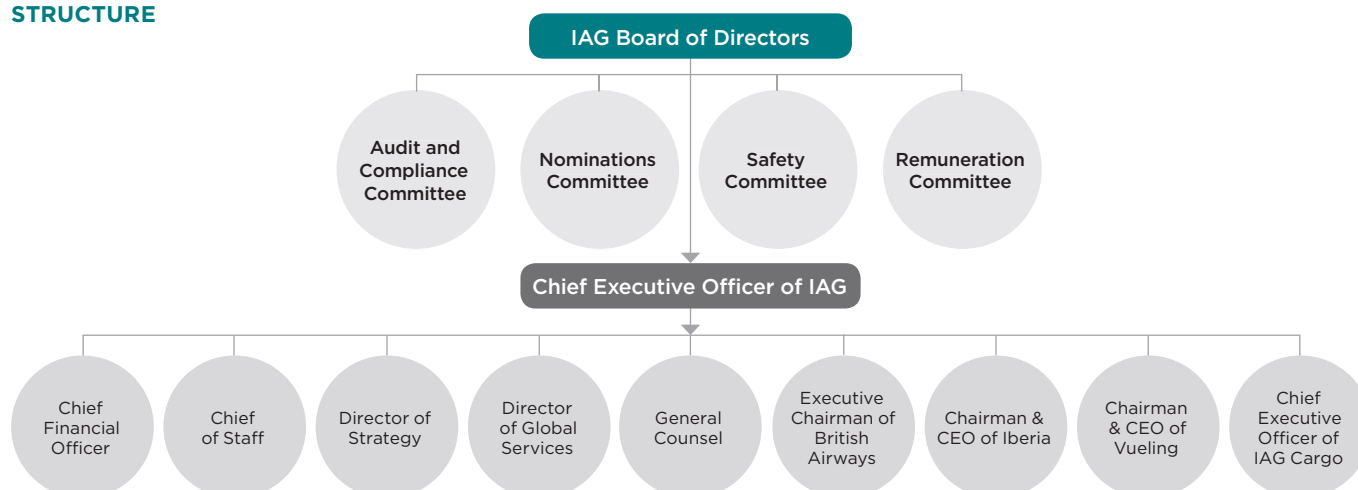 STRUCTURE
IAG Board of Directors
Audit and
Compliance
Committee
Nominations
Committee
Safety
Committee
Remuneration
Committee
Chief Executive Officer of IAG
Chief
Financial
Officer
Chief
of Staff
Director of
Strategy
Director
of Global
Services
General
Counsel
Executive
Chairman of
British
Airways
Chairman &
CEO of Iberia
Chairman
& CEO of
Vueling
Chief
Executive
Officer of
IAG Cargo